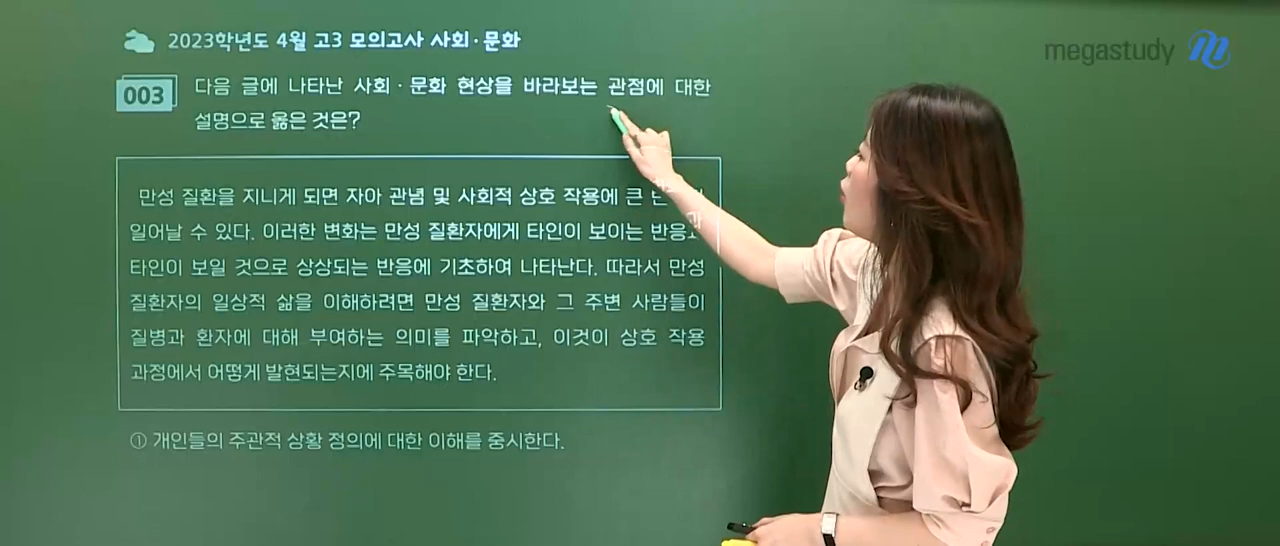 2023학년도 4월 고3 모의고사 사회·문화
megastudy
003
다음 글에 나타난 사회·문화 현상을 바라보는 관점에 대한
설명으로 옳은 것은?
만성 질환을 지니게 되면 자아 관념 및 사회적 상호 작용에 큰
일어날 수 있다. 이러한 변화는 만성 질환자에게 타인이 보이는 반응과
타인이 보일 것으로 상상되는 반응에 기초하여 나타난다. 따라서 만성
질환자의 일상적 삶을 이해하려면 만성 질환자와 그 주변 사람들이
질병과 환자에 대해 부여하는 의미를 파악하고, 이것이 상호 작용
과정에서 어떻게 발현되는지에 주목해야 한다.
① 개인들의 주관적 상황 정의에 대한 이해를 중시한다.